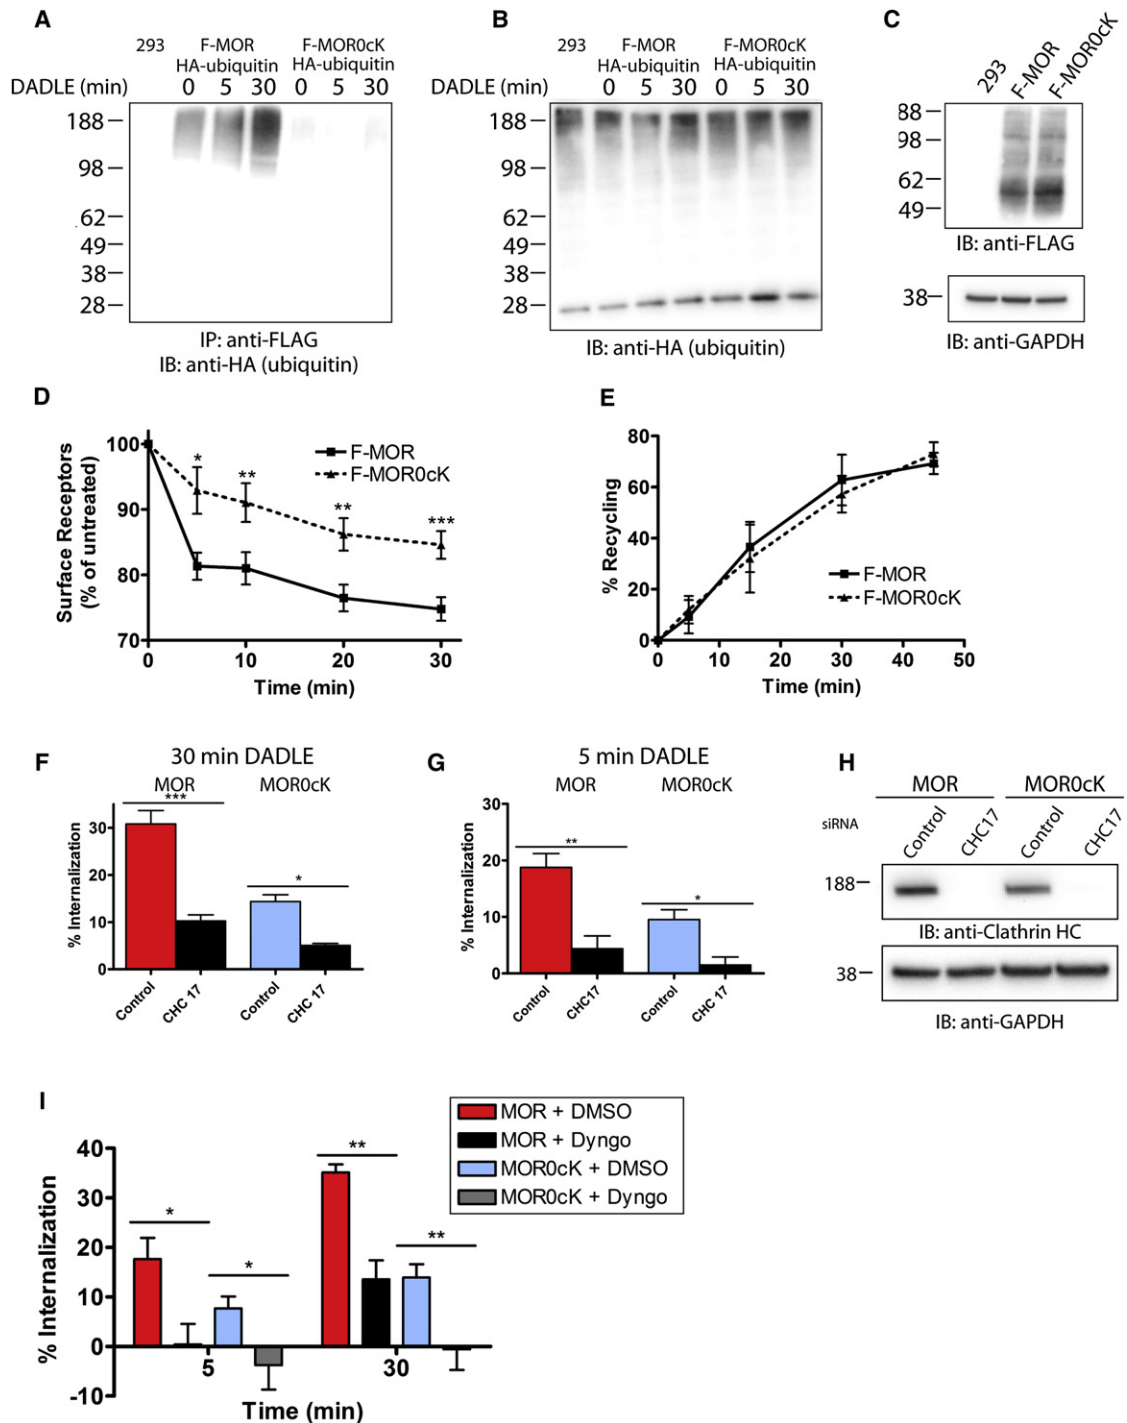 A
293 F-MOR F-MOR0cK
HA-ubiquitin HA-ubiquitin
DADLE (min) 0 5 30 0 5 30
188
98
62
49
38
28
IP: anti-FLAG
IB: anti-HA (ubiquitin)
B
293 F-MOR F-MOR0cK
HA-ubiquitin HA-ubiquitin
DADLE (min) 0 5 30 0 5 30
188
98
62
49
38
28
IB: anti-HA (ubiquitin)
C
293 F-MOR F-MOR0cK
88
98
62
49
IB: anti-FLAG
38
IB: anti-GAPDH
D
Surface Receptors
(% of untreated)
100
90
80
70
* ** ** ***
F-MOR
F-MOR0cK
0 10 20 30
Time (min)
E
% Recycling
80
60
40
20
0
F-MOR
F-MOR0cK
0 10 20 30 40 50
Time (min)
F
30 min DADLE
MOR MOR0cK
*** *
% Internalization
30
20
10
0
Control CHC 17 Control CHC 17
G
5 min DADLE
MOR MOR0cK
** *
% Internalization
30
20
10
0
Control CHC17 Control CHC 17
H
MOR MOR0cK
siRNA Control CHC17 Control CHC17
188
IB: anti-Clathrin HC
38
IB: anti-GAPDH
I
MOR + DMSO
MOR + Dyngo
MOR0cK + DMSO
MOR0cK + Dyngo
% Internalization
40
30
20
10
0
-10
* * ** **
5 30
Time (min)